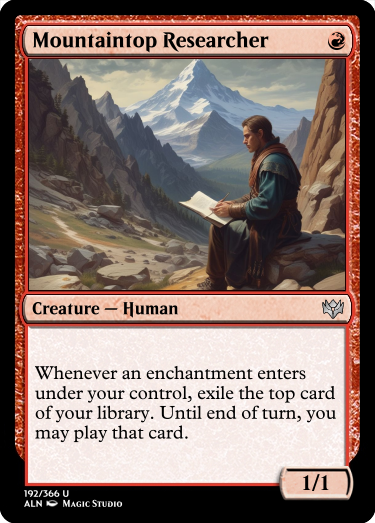 Mountaintop Researcher
Creature — Human
Whenever an enchantment enters
under your control, exile the top card
of your library. Until end of turn, you
may play that card.
1/1
192/366 U
ALN Magic Studio